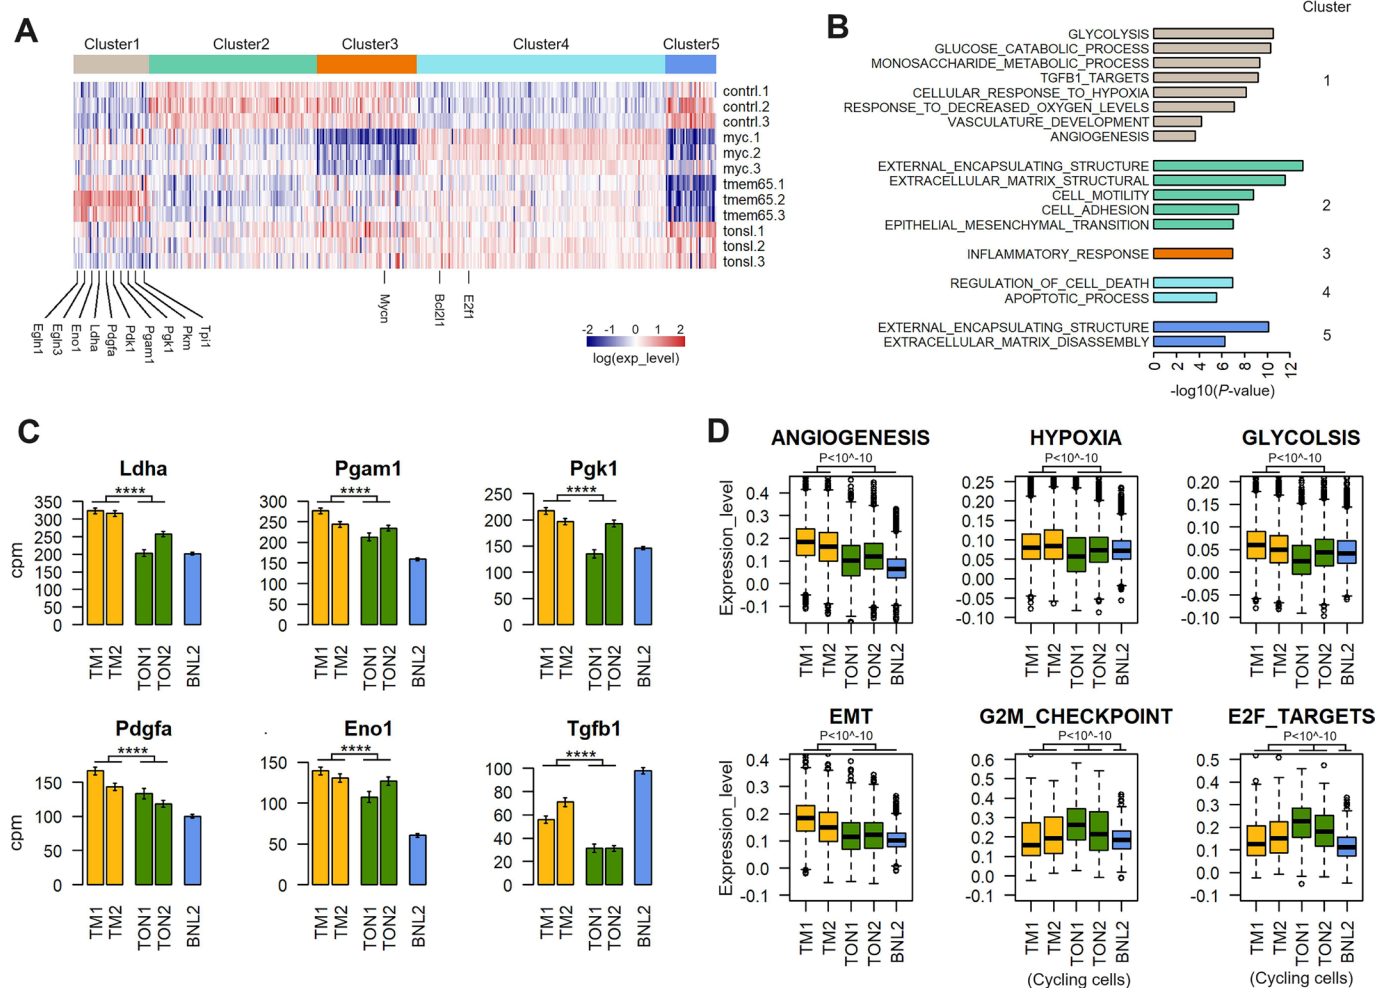 A
Cluster1 Cluster2 Cluster3 Cluster4 Cluster5
contrl.1
contrl.2
contrl.3
myc.1
myc.2
myc.3
tmem65.1
tmem65.2
tmem65.3
tonsl.1
tonsl.2
tonsl.3
Egln1
Egln3
Eno1
Ldha
Pdgfa
Pdk1
Pgam1
Pgk1
Pkm
Tpi1
Mycn
Bcl2l1
E2f1
-2 -1 0 1 2
log(exp_level)
B
Cluster
GLYCOLYSIS
GLUCOSE_CATABOLIC_PROCESS
MONOSACCHARIDE_METABOLIC_PROCESS
TGFB1_TARGETS
CELLULAR_RESPONSE_TO_HYPOXIA
RESPONSE_TO_DECREASED_OXYGEN_LEVELS
VASCULATURE_DEVELOPMENT
ANGIOGENESIS
1
EXTERNAL_ENCAPSULATING_STRUCTURE
EXTRACELLULAR_MATRIX_STRUCTURAL
CELL_MOTILITY
CELL_ADHESION
EPITHELIAL_MESENCHYMAL_TRANSITION
2
INFLAMMATORY_RESPONSE
3
REGULATION_OF_CELL_DEATH
APOPTOTIC_PROCESS
4
EXTERNAL_ENCAPSULATING_STRUCTURE
EXTRACELLULAR_MATRIX_DISASSEMBLY
5
0 2 4 6 8 10 12
-log10(P-value)
C
Ldha
****
350
300
250
200
150
100
50
0
cpm
TM1 TM2 TON1 TON2 BNL2
Pgam1
****
300
250
200
150
100
50
0
TM1 TM2 TON1 TON2 BNL2
Pgk1
****
250
200
150
100
50
0
TM1 TM2 TON1 TON2 BNL2
Pdgfa
****
150
100
50
0
cpm
TM1 TM2 TON1 TON2 BNL2
Eno1
****
150
100
50
0
TM1 TM2 TON1 TON2 BNL2
Tgfb1
****
100
80
60
40
20
0
TM1 TM2 TON1 TON2 BNL2
D
ANGIOGENESIS
P<10^-10
0.4
0.3
0.2
0.1
0.0
-0.1
Expression_level
TM1 TM2 TON1 TON2 BNL2
HYPOXIA
P<10^-10
0.25
0.20
0.15
0.10
0.05
0.00
-0.05
-0.10
TM1 TM2 TON1 TON2 BNL2
GLYCOLSIS
P<10^-10
0.20
0.15
0.10
0.05
0.00
-0.05
-0.10
TM1 TM2 TON1 TON2 BNL2
EMT
P<10^-10
0.4
0.3
0.2
0.1
0.0
-0.1
Expression_level
TM1 TM2 TON1 TON2 BNL2
G2M_CHECKPOINT
P<10^-10
0.6
0.5
0.4
0.3
0.2
0.1
0.0
-0.1
TM1 TM2 TON1 TON2 BNL2
(Cycling cells)
E2F_TARGETS
P<10^-10
0.5
0.4
0.3
0.2
0.1
0.0
-0.1
TM1 TM2 TON1 TON2 BNL2
(Cycling cells)